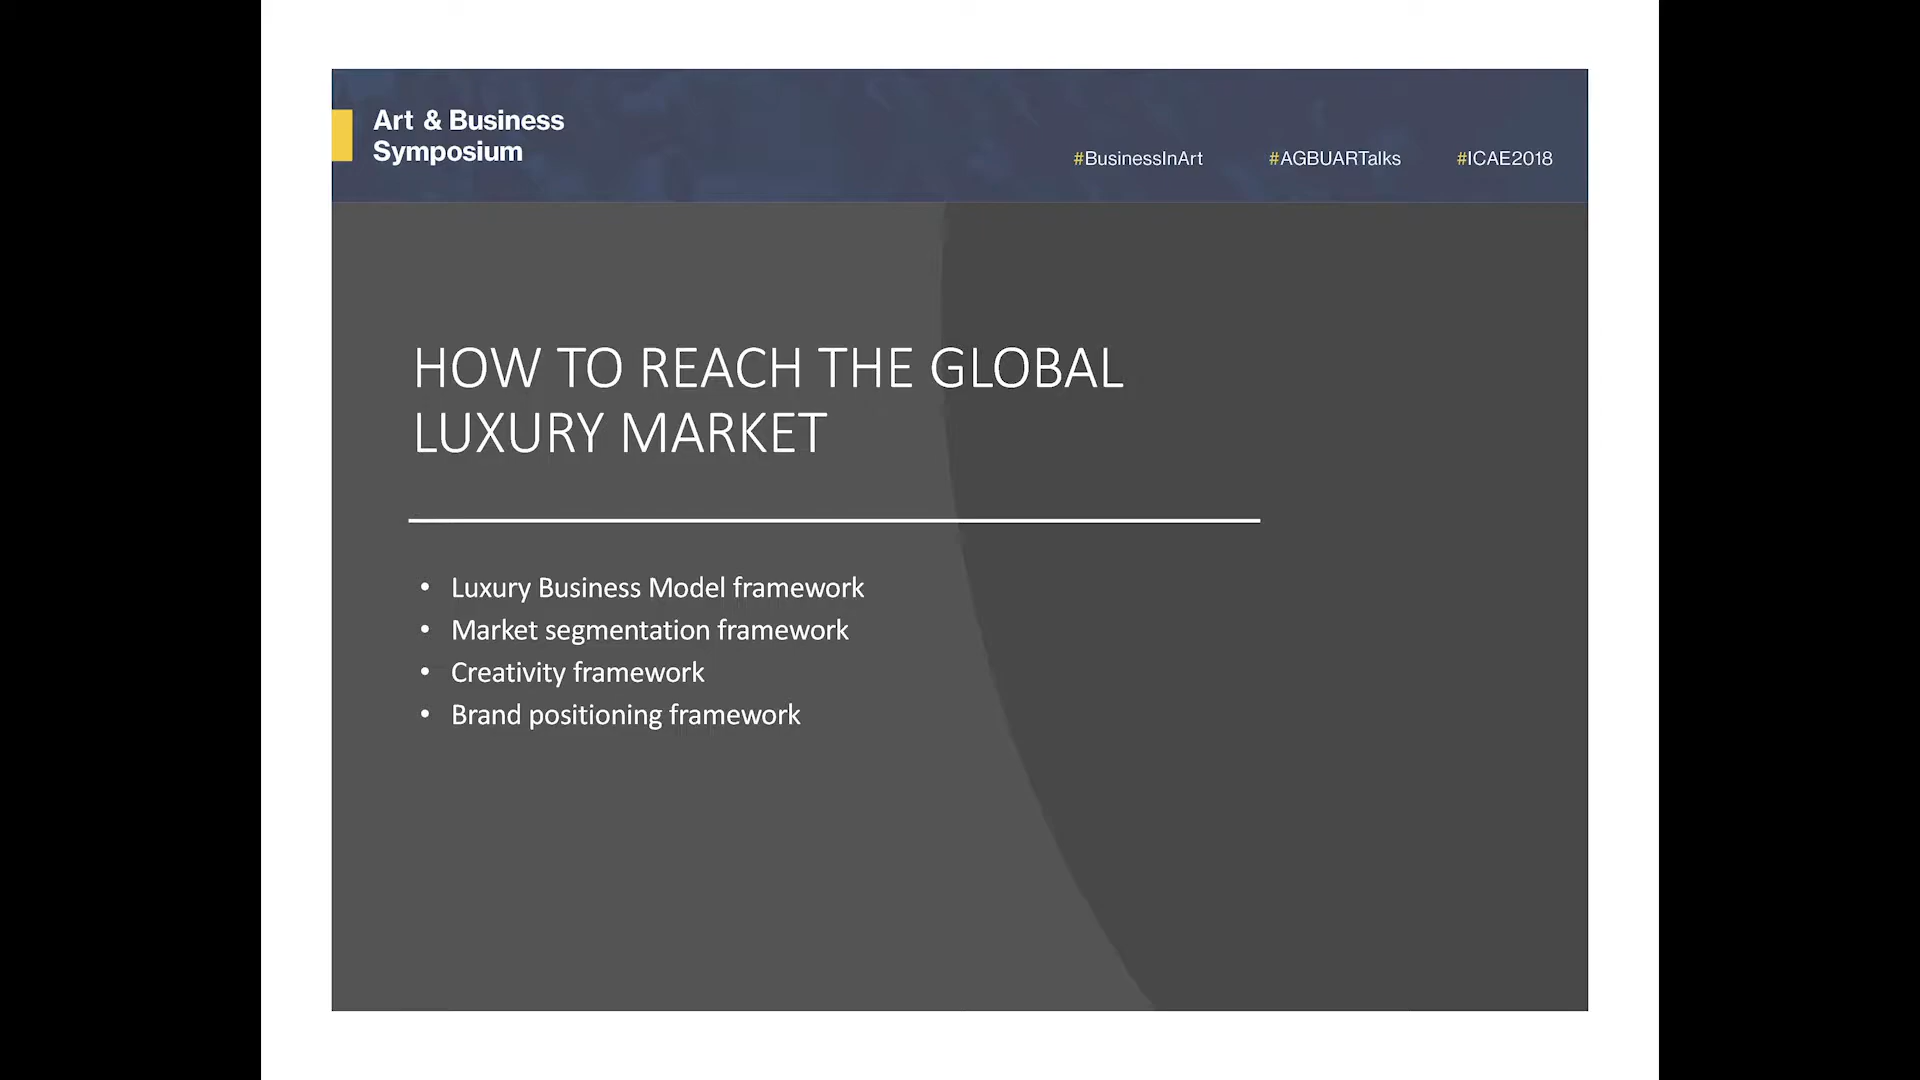 Art & Business
Symposium
#BusinessInArt #AGBUARTalks #ICAE2018
HOW TO REACH THE GLOBAL
LUXURY MARKET
• Luxury Business Model framework
• Market segmentation framework
• Creativity framework
• Brand positioning framework